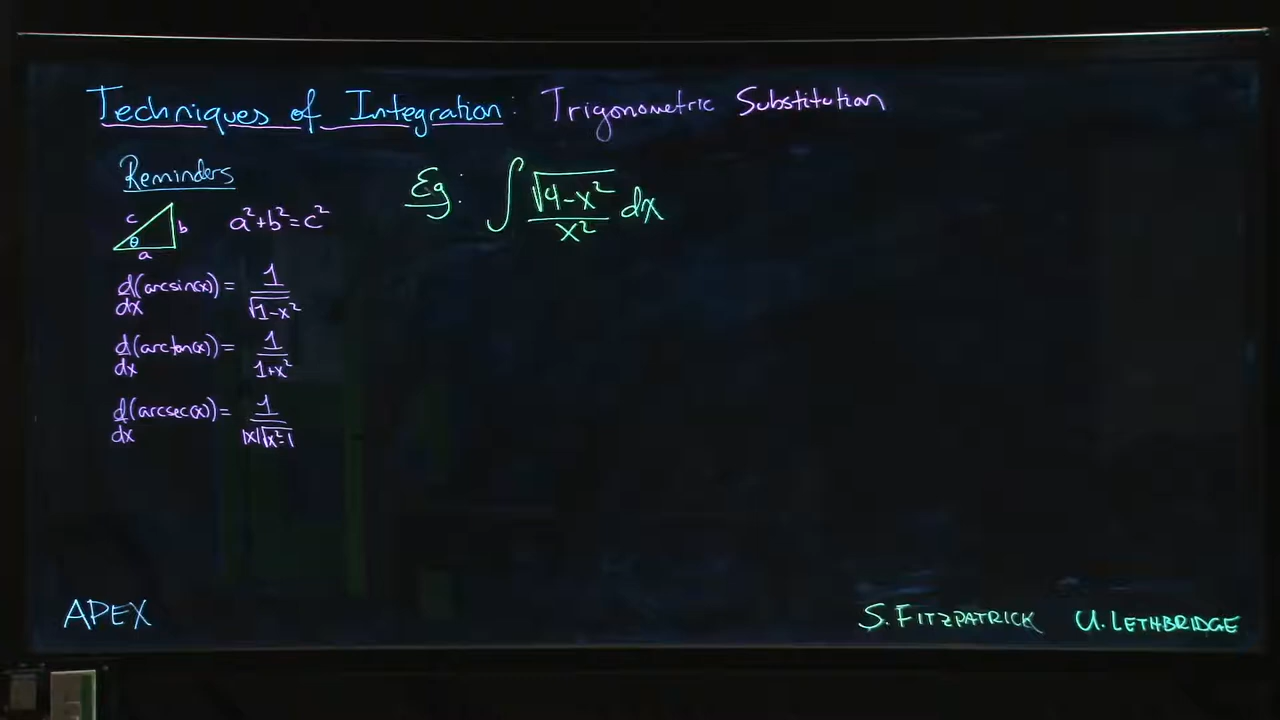 Techniques of Integration: Trigonometric Substitution
Reminders
c b θ a
a²+b²=c²
d/dx (arcsin(x)) = 1/√(1-x²)
d/dx (arctan(x)) = 1/(1+x²)
d/dx (arcsec(x)) = 1/(|x|√(x²-1))
Eg: ∫ √(4-x²)/x² dx
APEX
S. FITZPATRICK U. LETHBRIDGE